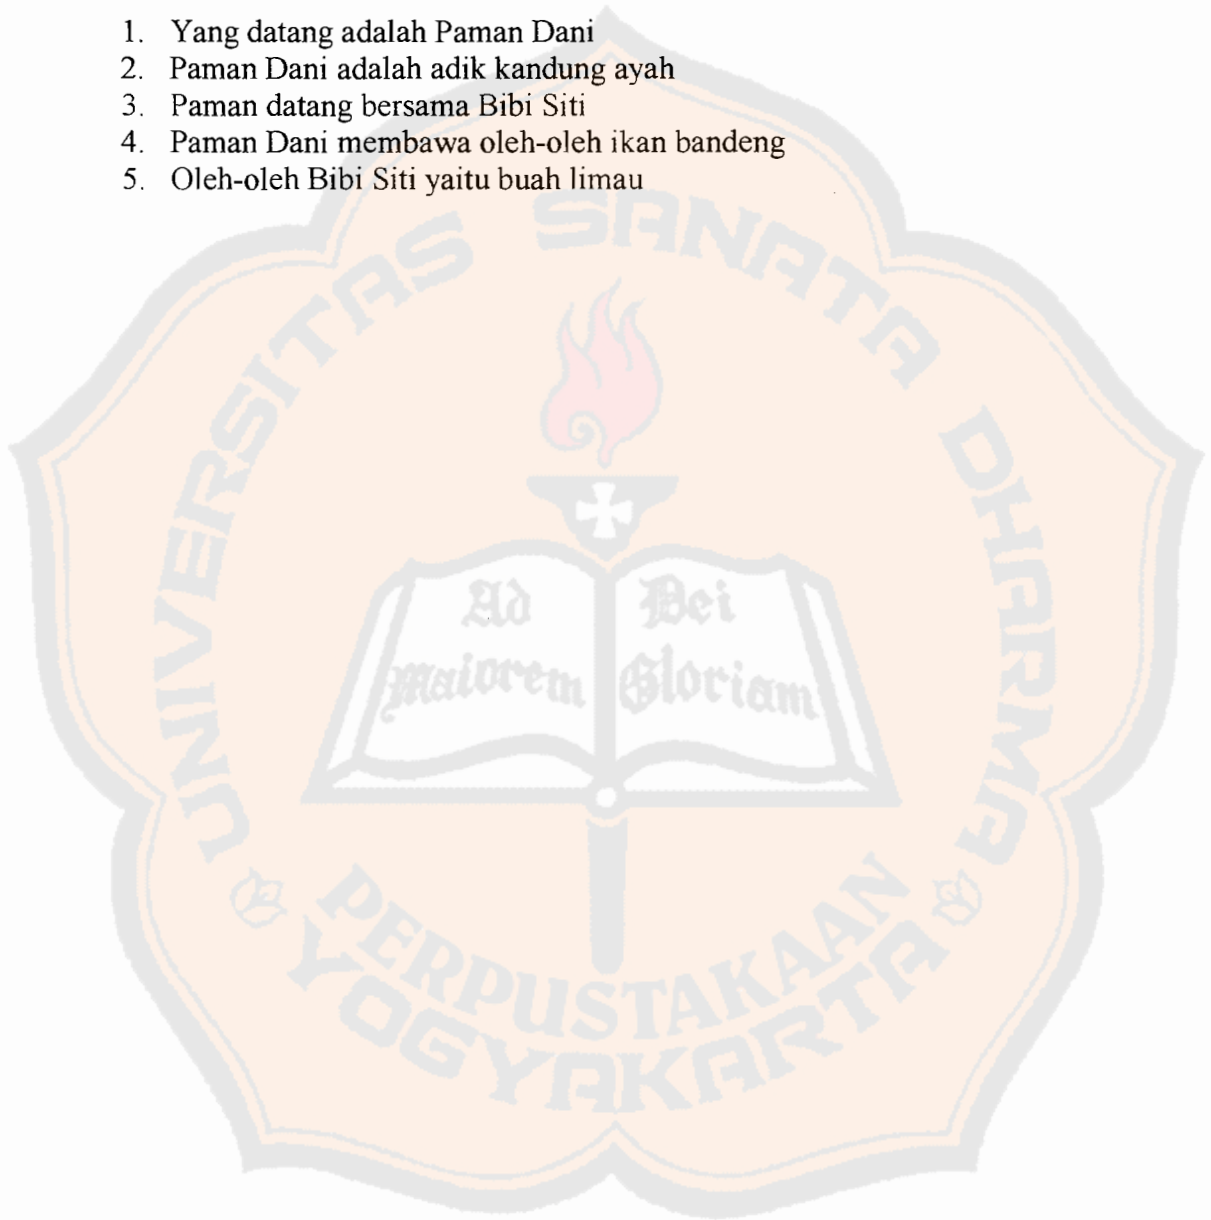 1. Yang datang adalah Paman Dani
2. Paman Dani adalah adik kandung ayah
3. Paman datang bersama Bibi Siti
4. Paman Dani membawa oleh-oleh ikan bandeng
5. Oleh-oleh Bibi Siti yaitu buah limau
UNIVERSITAS SANATA DHARMA
Ad Dei
Maiorem Gloriam
PERPUSTAKAAN
YOGYAKARTA